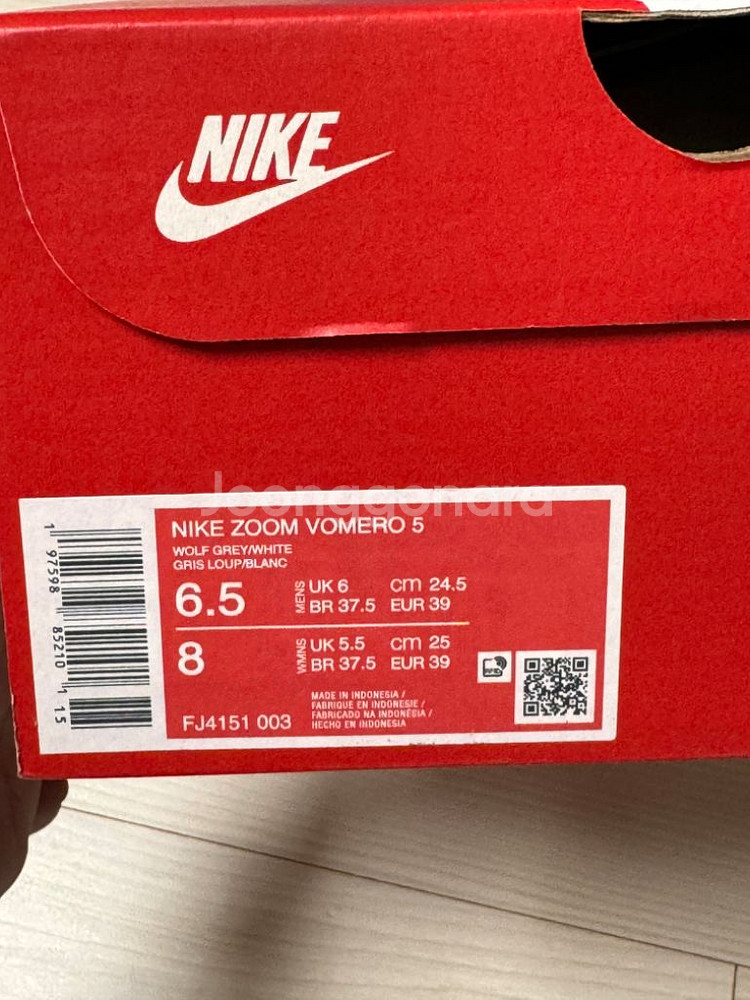 NIKE
Joonggonara
NIKE ZOOM VOMERO 5
WOLF GREY/WHITE
GRIS LOUP/BLANC
6.5 MENS UK 6 cm 24.5
BR 37.5 EUR 39
8 WMNS UK 5.5 cm 25
BR 37.5 EUR 39
FJ4151 003
MADE IN INDONESIA /
FABRIQUE EN INDONESIE /
FABRICADO NA INDONÉSIA /
HECHO EN INDONESIA
1 97598 85210 1 15